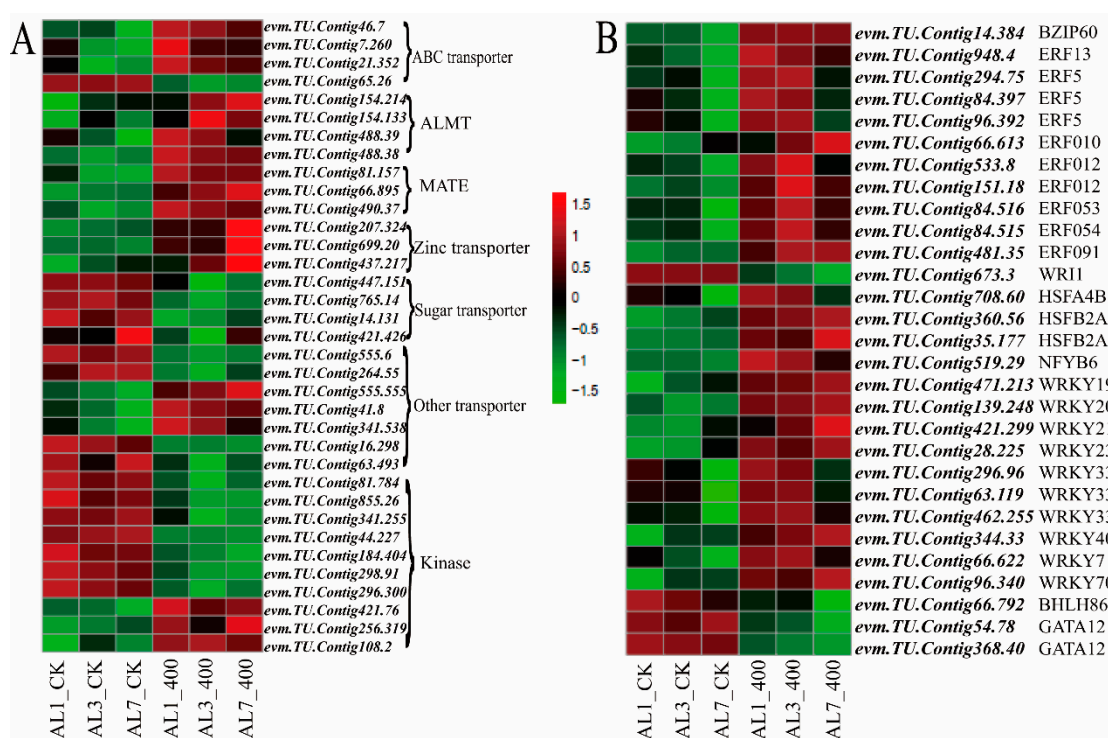 A
evm.TU.Contig46.7
evm.TU.Contig7.260
evm.TU.Contig21.352
evm.TU.Contig65.26
ABC transporter
evm.TU.Contig154.214
evm.TU.Contig154.133
evm.TU.Contig488.39
evm.TU.Contig488.38
ALMT
evm.TU.Contig81.157
evm.TU.Contig66.895
evm.TU.Contig490.37
MATE
evm.TU.Contig207.324
evm.TU.Contig699.20
evm.TU.Contig437.217
Zinc transporter
evm.TU.Contig447.151
evm.TU.Contig765.14
evm.TU.Contig14.131
evm.TU.Contig421.426
Sugar transporter
evm.TU.Contig555.6
evm.TU.Contig264.55
evm.TU.Contig555.555
evm.TU.Contig41.8
evm.TU.Contig341.538
evm.TU.Contig16.298
evm.TU.Contig63.493
Other transporter
evm.TU.Contig81.784
evm.TU.Contig855.26
evm.TU.Contig341.255
evm.TU.Contig44.227
evm.TU.Contig184.404
evm.TU.Contig298.91
evm.TU.Contig296.300
evm.TU.Contig421.76
evm.TU.Contig256.319
evm.TU.Contig108.2
Kinase
AL1_CK
AL3_CK
AL7_CK
AL1_400
AL3_400
AL7_400
1.5
1
0.5
0
−0.5
−1
−1.5
B
evm.TU.Contig14.384 BZIP60
evm.TU.Contig948.4 ERF13
evm.TU.Contig294.75 ERF5
evm.TU.Contig84.397 ERF5
evm.TU.Contig96.392 ERF5
evm.TU.Contig66.613 ERF010
evm.TU.Contig533.8 ERF012
evm.TU.Contig151.18 ERF012
evm.TU.Contig84.516 ERF053
evm.TU.Contig84.515 ERF054
evm.TU.Contig481.35 ERF091
evm.TU.Contig673.3 WRI1
evm.TU.Contig708.60 HSFA4B
evm.TU.Contig360.56 HSFB2A
evm.TU.Contig35.177 HSFB2A
evm.TU.Contig519.29 NFYB6
evm.TU.Contig471.213 WRKY19
evm.TU.Contig139.248
evm.TU.Contig421.299
evm.TU.Contig28.225
evm.TU.Contig296.96 WRKY33
evm.TU.Contig63.119 WRKY33
evm.TU.Contig462.255 WRKY33
evm.TU.Contig344.33 WRKY40
evm.TU.Contig66.622 WRKY7
evm.TU.Contig96.340 WRKY70
evm.TU.Contig66.792 BHLH86
evm.TU.Contig54.78 GATA12
evm.TU.Contig368.40 GATA12
AL1_CK
AL3_CK
AL7_CK
AL1_400
AL3_400
AL7_400